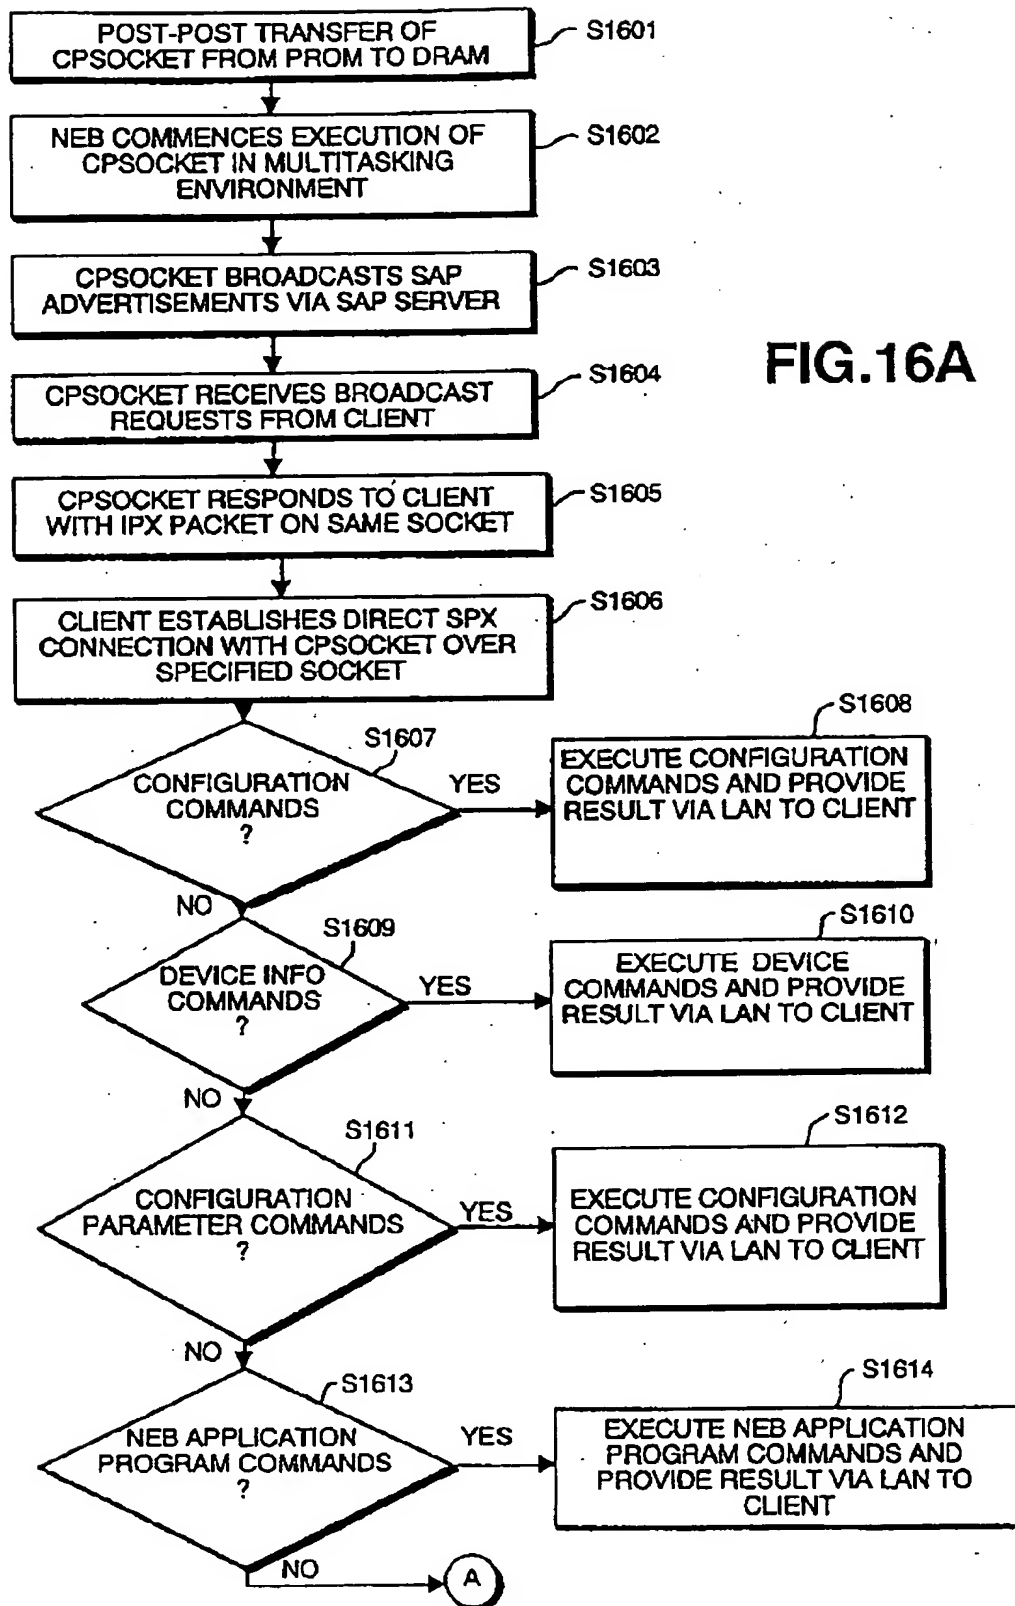 POST-POST TRANSFER OF
CPSOCKET FROM PROM TO DRAM
S1601
NEB COMMENCES EXECUTION OF
CPSOCKET IN MULTITASKING
ENVIRONMENT
S1602
CPSOCKET BROADCASTS SAP
ADVERTISEMENTS VIA SAP SERVER
S1603
FIG.16A
CPSOCKET RECEIVES BROADCAST
REQUESTS FROM CLIENT
S1604
CPSOCKET RESPONDS TO CLIENT
WITH IPX PACKET ON SAME SOCKET
S1605
CLIENT ESTABLISHES DIRECT SPX
CONNECTION WITH CPSOCKET OVER
SPECIFIED SOCKET
S1606
S1607
CONFIGURATION
COMMANDS
?
YES
NO
S1608
EXECUTE CONFIGURATION
COMMANDS AND PROVIDE
RESULT VIA LAN TO CLIENT
S1609
DEVICE INFO
COMMANDS
?
YES
NO
S1610
EXECUTE DEVICE
COMMANDS AND PROVIDE
RESULT VIA LAN TO CLIENT
S1611
CONFIGURATION
PARAMETER COMMANDS
?
YES
NO
S1612
EXECUTE CONFIGURATION
COMMANDS AND PROVIDE
RESULT VIA LAN TO CLIENT
S1613
NEB APPLICATION
PROGRAM COMMANDS
?
YES
NO
S1614
EXECUTE NEB APPLICATION
PROGRAM COMMANDS AND
PROVIDE RESULT VIA LAN TO
CLIENT
A